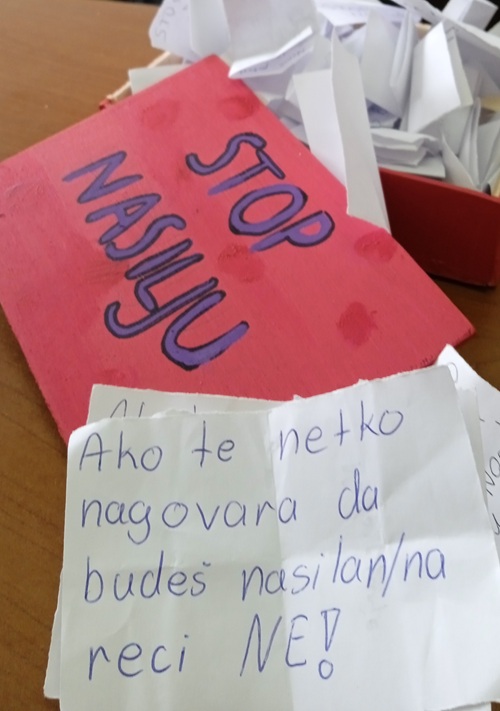 STOP
NASILJU
Ako te netko
nagovara da
budeš nasilan/na
reci NE!